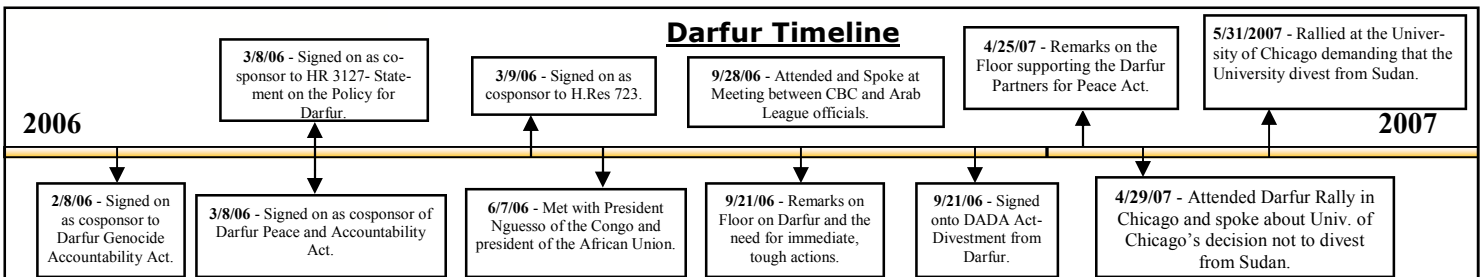 Darfur Timeline
2006
2007
2/8/06 - Signed on
as cosponsor to
Darfur Genocide
Accountability Act.
3/8/06 - Signed on as co-
sponsor to HR 3127- State-
ment on the Policy for
Darfur.
3/8/06 - Signed on as cosponsor of
Darfur Peace and Accountability
Act.
3/9/06 - Signed on as
cosponsor to H.Res 723.
6/7/06 - Met with President
Nguesso of the Congo and
president of the African Union.
9/28/06 - Attended and Spoke at
Meeting between CBC and Arab
League officials.
9/21/06 - Remarks on
Floor on Darfur and the
need for immediate,
tough actions.
9/21/06 - Signed
onto DADA Act-
Divestment from
Darfur.
4/25/07 - Remarks on the
Floor supporting the Darfur
Partners for Peace Act.
4/29/07 - Attended Darfur Rally in
Chicago and spoke about Univ. of
Chicago’s decision not to divest
from Sudan.
5/31/2007 - Rallied at the Univer-
sity of Chicago demanding that the
University divest from Sudan.